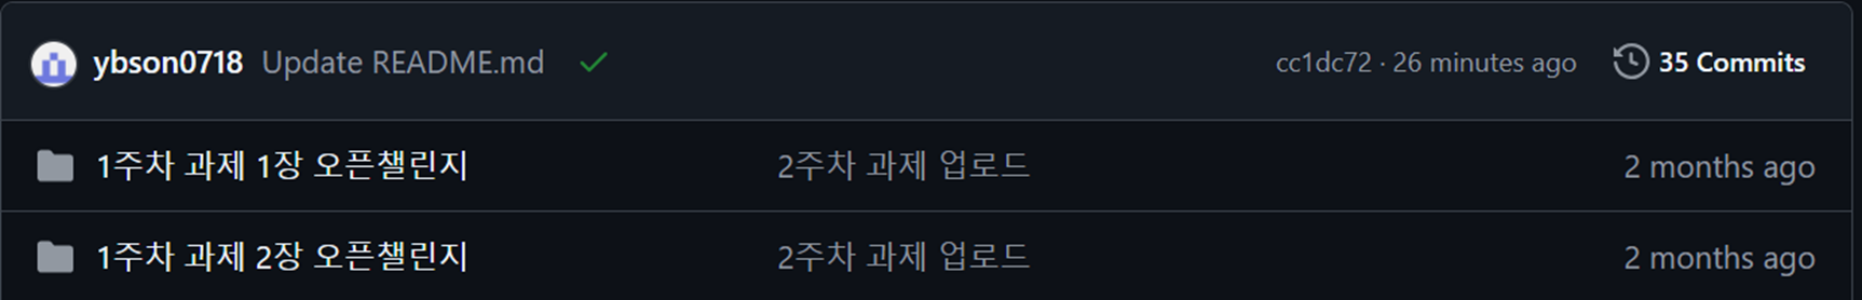 ybson0718 Update README.md cc1dc72 · 26 minutes ago 35 Commits
1주차 과제 1장 오픈챌린지 2주차 과제 업로드 2 months ago
1주차 과제 2장 오픈챌린지 2주차 과제 업로드 2 months ago